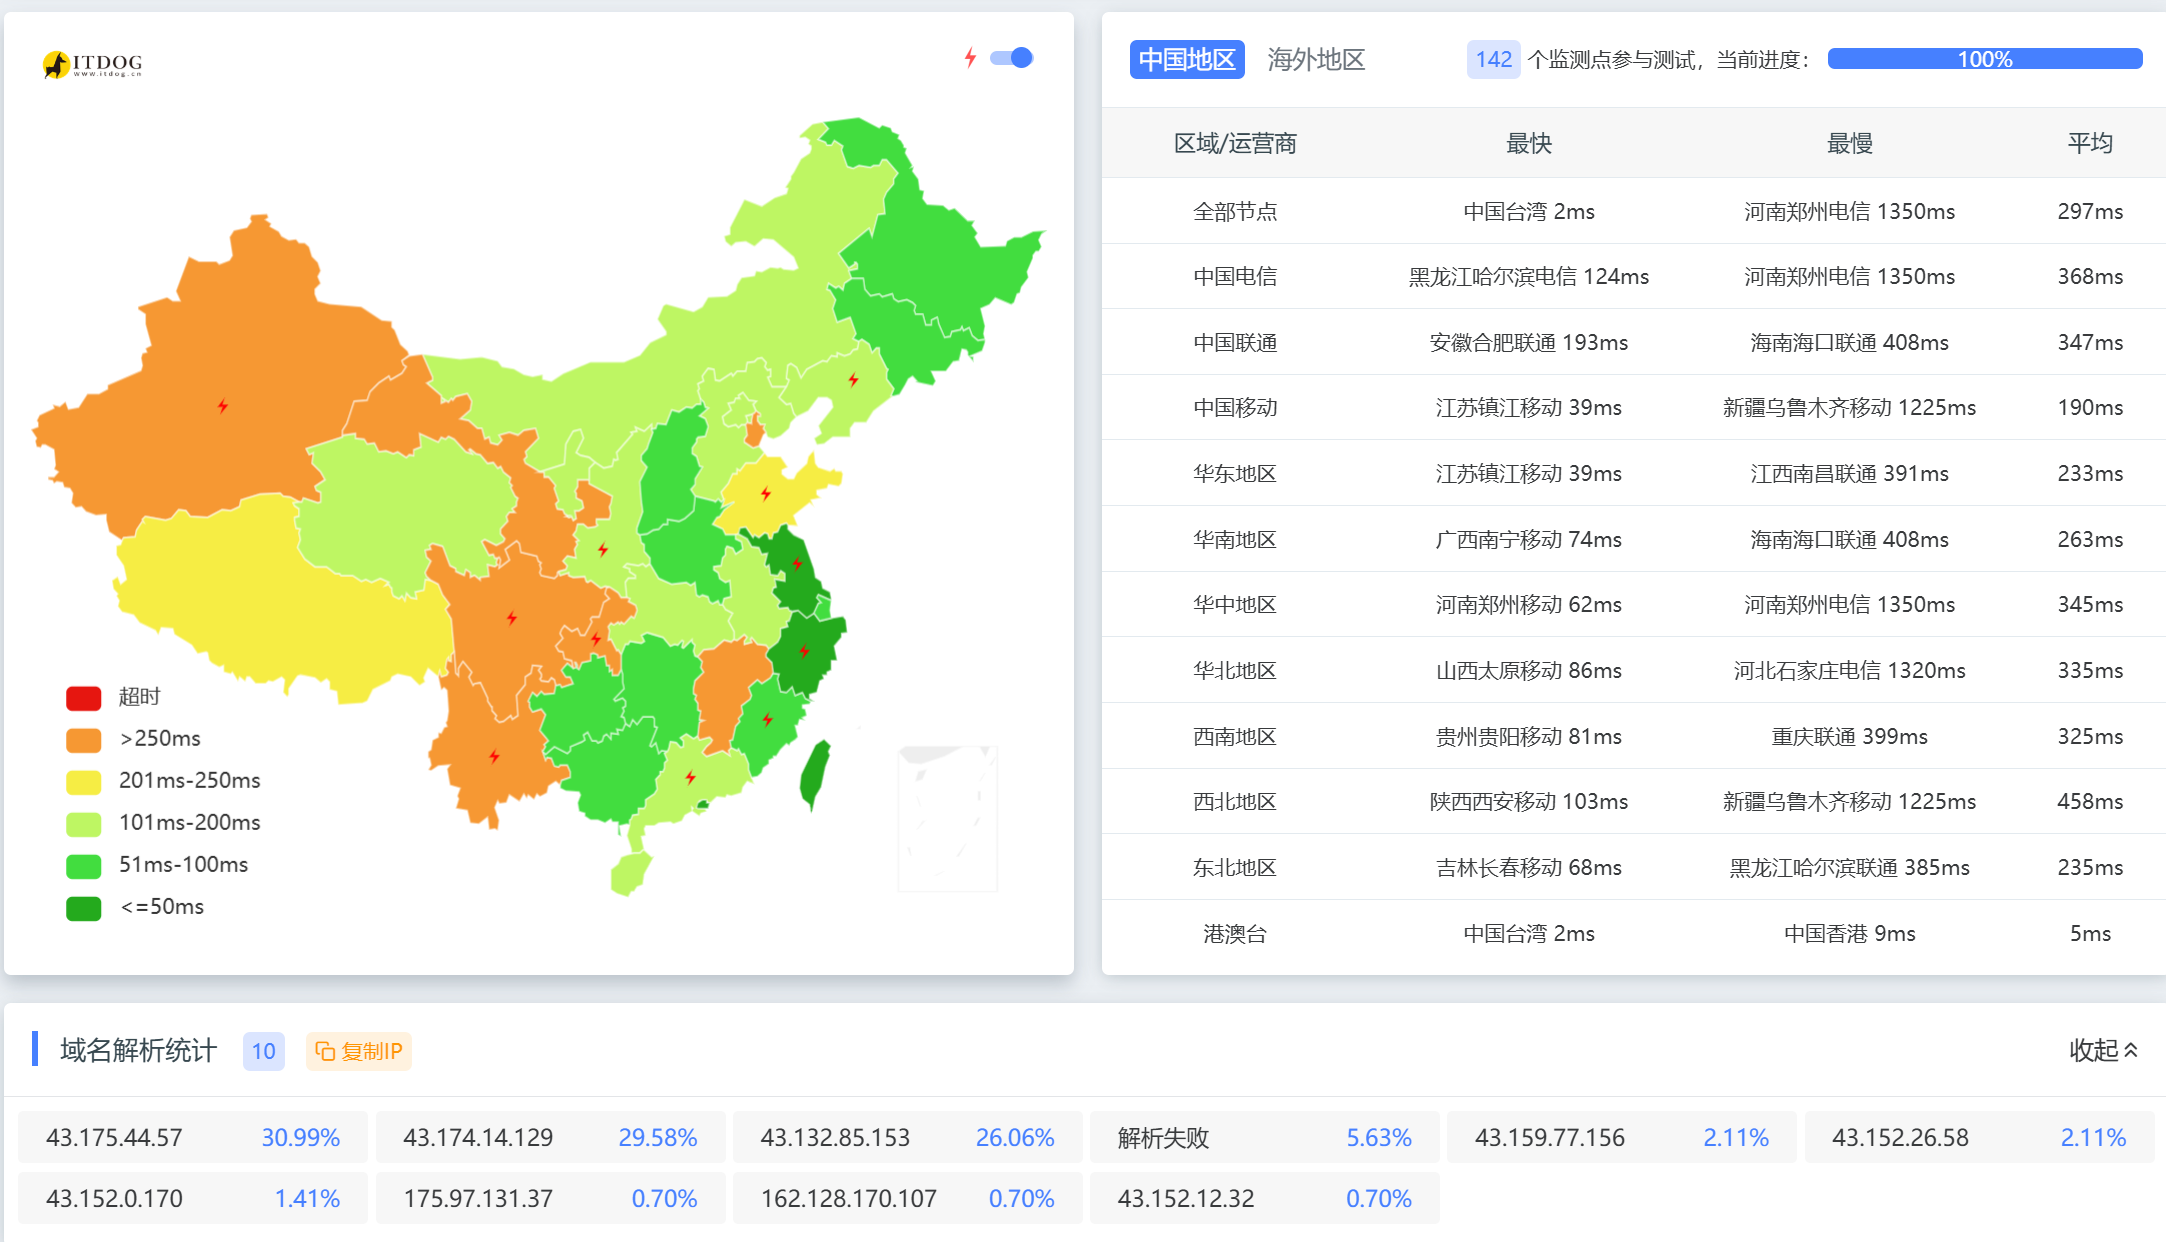 ITDOG
www.itdog.cn
超时
>250ms
201ms-250ms
101ms-200ms
51ms-100ms
<=50ms
中国地区 海外地区 142 个监测点参与测试，当前进度： 100%
区域/运营商 最快 最慢 平均
全部节点 中国台湾 2ms 河南郑州电信 1350ms 297ms
中国电信 黑龙江哈尔滨电信 124ms 河南郑州电信 1350ms 368ms
中国联通 安徽合肥联通 193ms 海南海口联通 408ms 347ms
中国移动 江苏镇江移动 39ms 新疆乌鲁木齐移动 1225ms 190ms
华东地区 江苏镇江移动 39ms 江西南昌联通 391ms 233ms
华南地区 广西南宁移动 74ms 海南海口联通 408ms 263ms
华中地区 河南郑州移动 62ms 河南郑州电信 1350ms 345ms
华北地区 山西太原移动 86ms 河北石家庄电信 1320ms 335ms
西南地区 贵州贵阳移动 81ms 重庆联通 399ms 325ms
西北地区 陕西西安移动 103ms 新疆乌鲁木齐移动 1225ms 458ms
东北地区 吉林长春移动 68ms 黑龙江哈尔滨联通 385ms 235ms
港澳台 中国台湾 2ms 中国香港 9ms 5ms
域名解析统计 10 复制IP 收起
43.175.44.57 30.99% 43.174.14.129 29.58% 43.132.85.153 26.06% 解析失败 5.63% 43.159.77.156 2.11% 43.152.26.58 2.11%
43.152.0.170 1.41% 175.97.131.37 0.70% 162.128.170.107 0.70% 43.152.12.32 0.70%